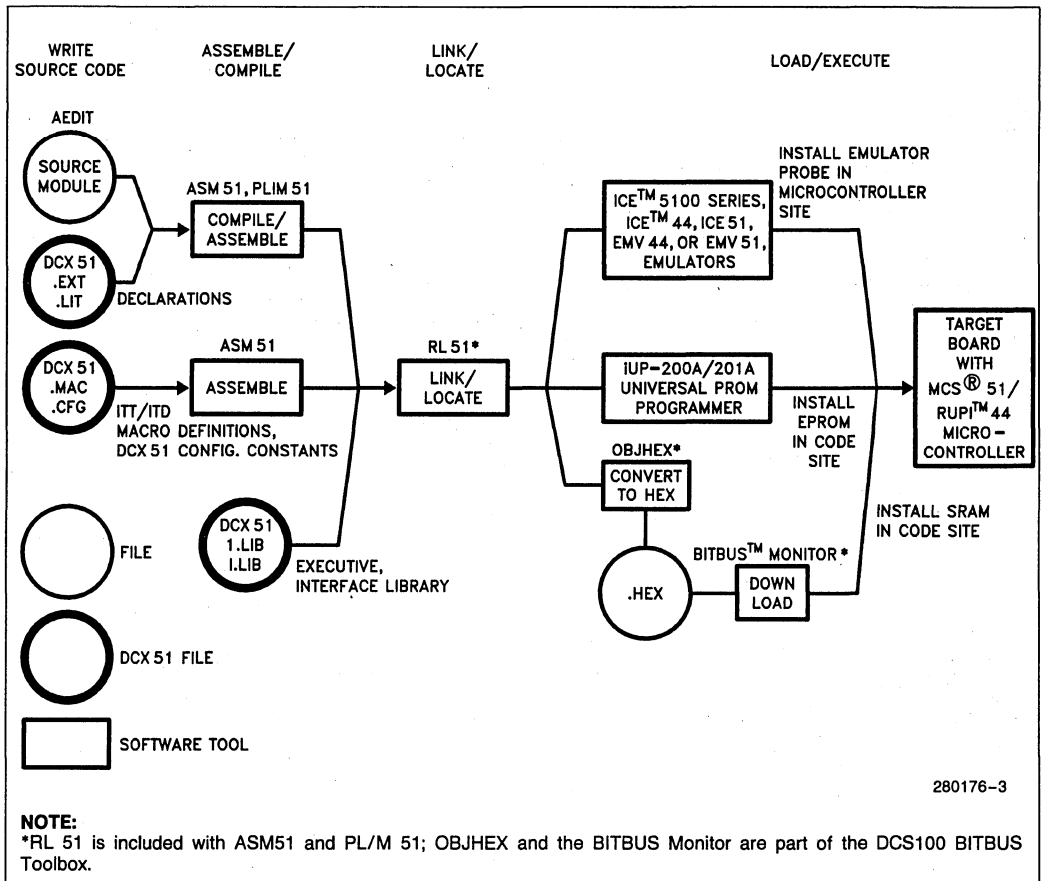 WRITE
SOURCE CODE
ASSEMBLE/
COMPILE
LINK/
LOCATE
LOAD/EXECUTE
AEDIT
SOURCE
MODULE
DCX 51
.EXT
.LIT
DECLARATIONS
ASM 51, PLIM 51
COMPILE/
ASSEMBLE
DCX 51
.MAC
.CFG
ITT/ITD
MACRO DEFINITIONS,
DCX 51 CONFIG. CONSTANTS
ASM 51
ASSEMBLE
DCX 51
1.LIB
I.LIB
EXECUTIVE,
INTERFACE LIBRARY
RL 51*
LINK/
LOCATE
ICE™ 5100 SERIES,
ICE™ 44, ICE 51,
EMV 44, OR EMV 51,
EMULATORS
INSTALL EMULATOR
PROBE IN
MICROCONTROLLER
SITE
iUP-200A/201A
UNIVERSAL PROM
PROGRAMMER
INSTALL
EPROM
IN CODE
SITE
OBJHEX*
CONVERT
TO HEX
.HEX
BITBUS™ MONITOR*
DOWN
LOAD
INSTALL SRAM
IN CODE SITE
TARGET
BOARD
WITH
MCS® 51/
RUPI™ 44
MICRO-
CONTROLLER
FILE
DCX 51 FILE
SOFTWARE TOOL
280176-3
NOTE:
*RL 51 is included with ASM51 and PL/M 51; OBJHEX and the BITBUS Monitor are part of the DCS100 BITBUS
Toolbox.